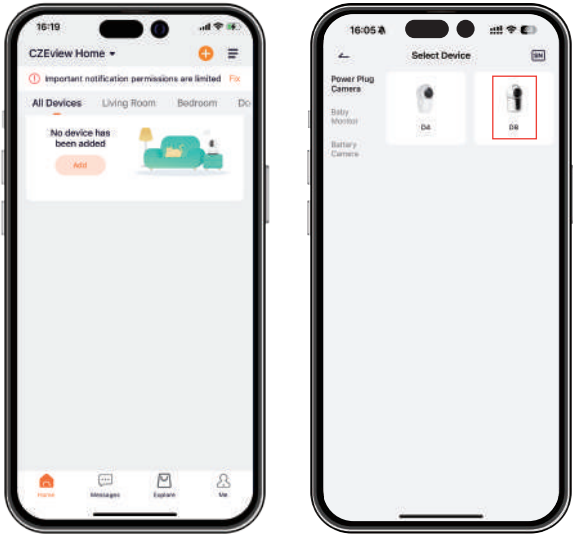 16:19
CZEview Home
Important notification permissions are limited Fix
All Devices Living Room Bedroom Do
No device has
been added
Add
Home Messages Explore Me
16:05
Select Device
SN
Power Plug
Camera
Baby
Monitor
Battery
Camera
D4